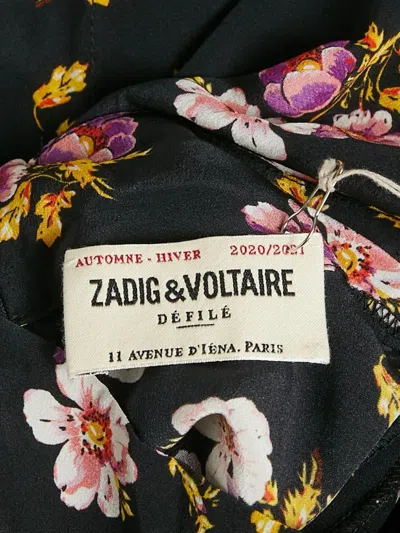 AUTOMNE - HIVER 2020/2021
ZADIG & VOLTAIRE
DÉFILÉ
11 AVENUE D'IÉNA. PARIS